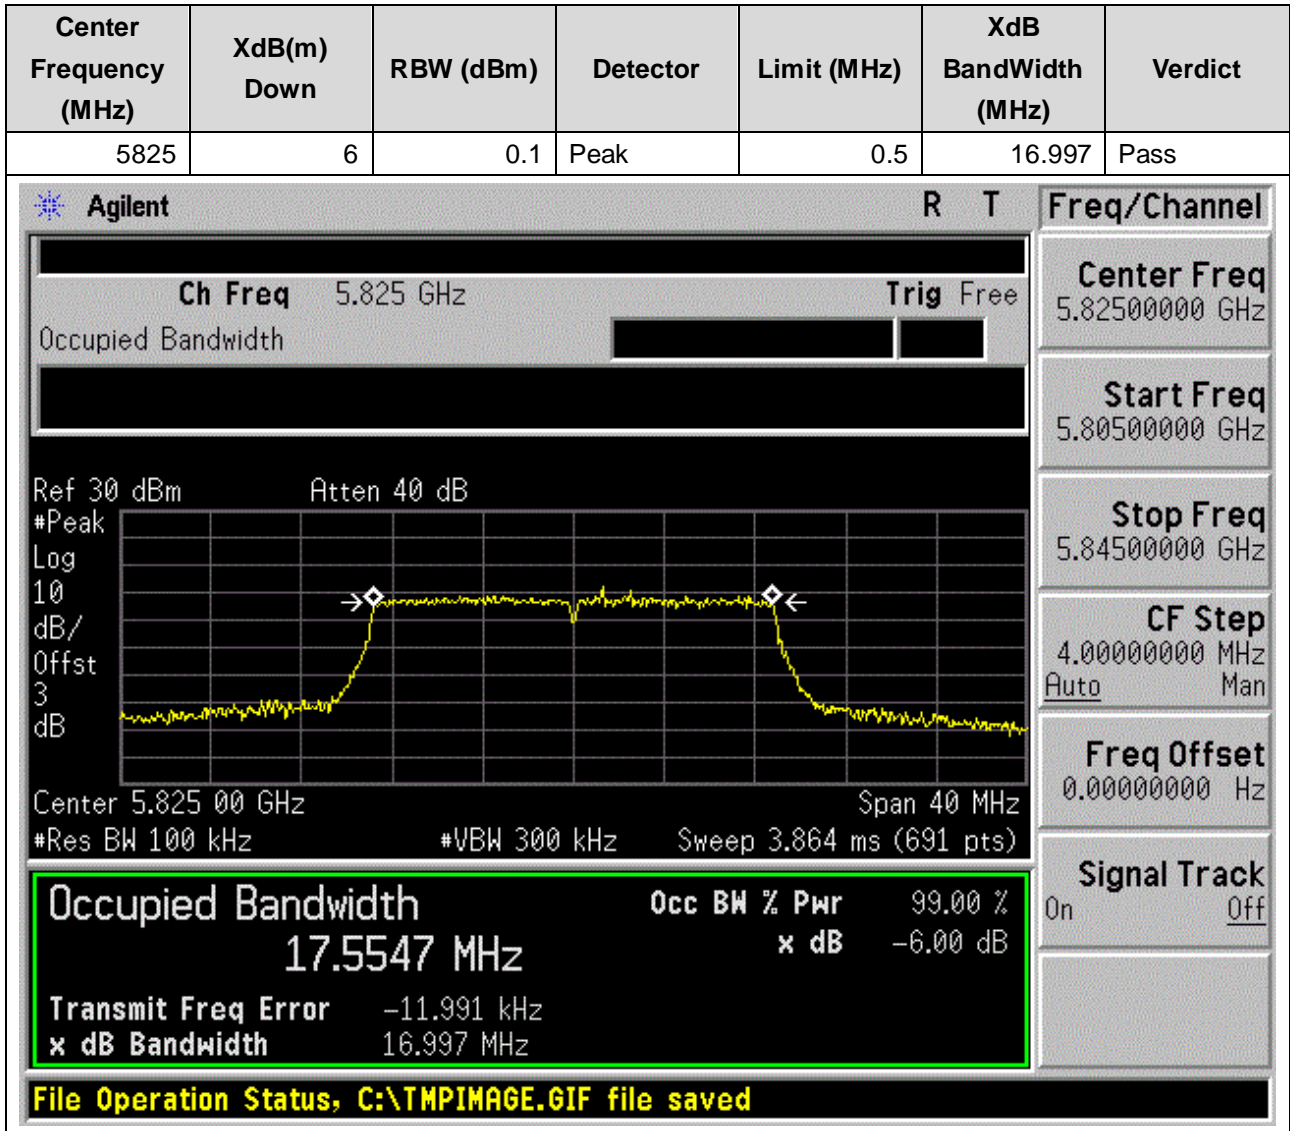 Center Frequency (MHz) XdB(m) Down RBW (dBm) Detector Limit (MHz) XdB BandWidth (MHz) Verdict
5825 6 0.1 Peak 0.5 16.997 Pass
Agilent R T Freq/Channel
Ch Freq 5.825 GHz Trig Free
Occupied Bandwidth
Center Freq
5.82500000 GHz
Start Freq
5.80500000 GHz
Stop Freq
5.84500000 GHz
CF Step
4.00000000 MHz
Auto Man
Freq Offset
0.00000000 Hz
Signal Track
On Off
Ref 30 dBm Atten 40 dB
#Peak
Log
10
dB/
Offst
3
dB
Center 5.825 00 GHz Span 40 MHz
#Res BW 100 kHz #VBW 300 kHz Sweep 3.864 ms (691 pts)
Occupied Bandwidth Occ BW % Pwr 99.00 %
17.5547 MHz x dB -6.00 dB
Transmit Freq Error -11.991 kHz
x dB Bandwidth 16.997 MHz
File Operation Status, C:\TMPIMAGE.GIF file saved